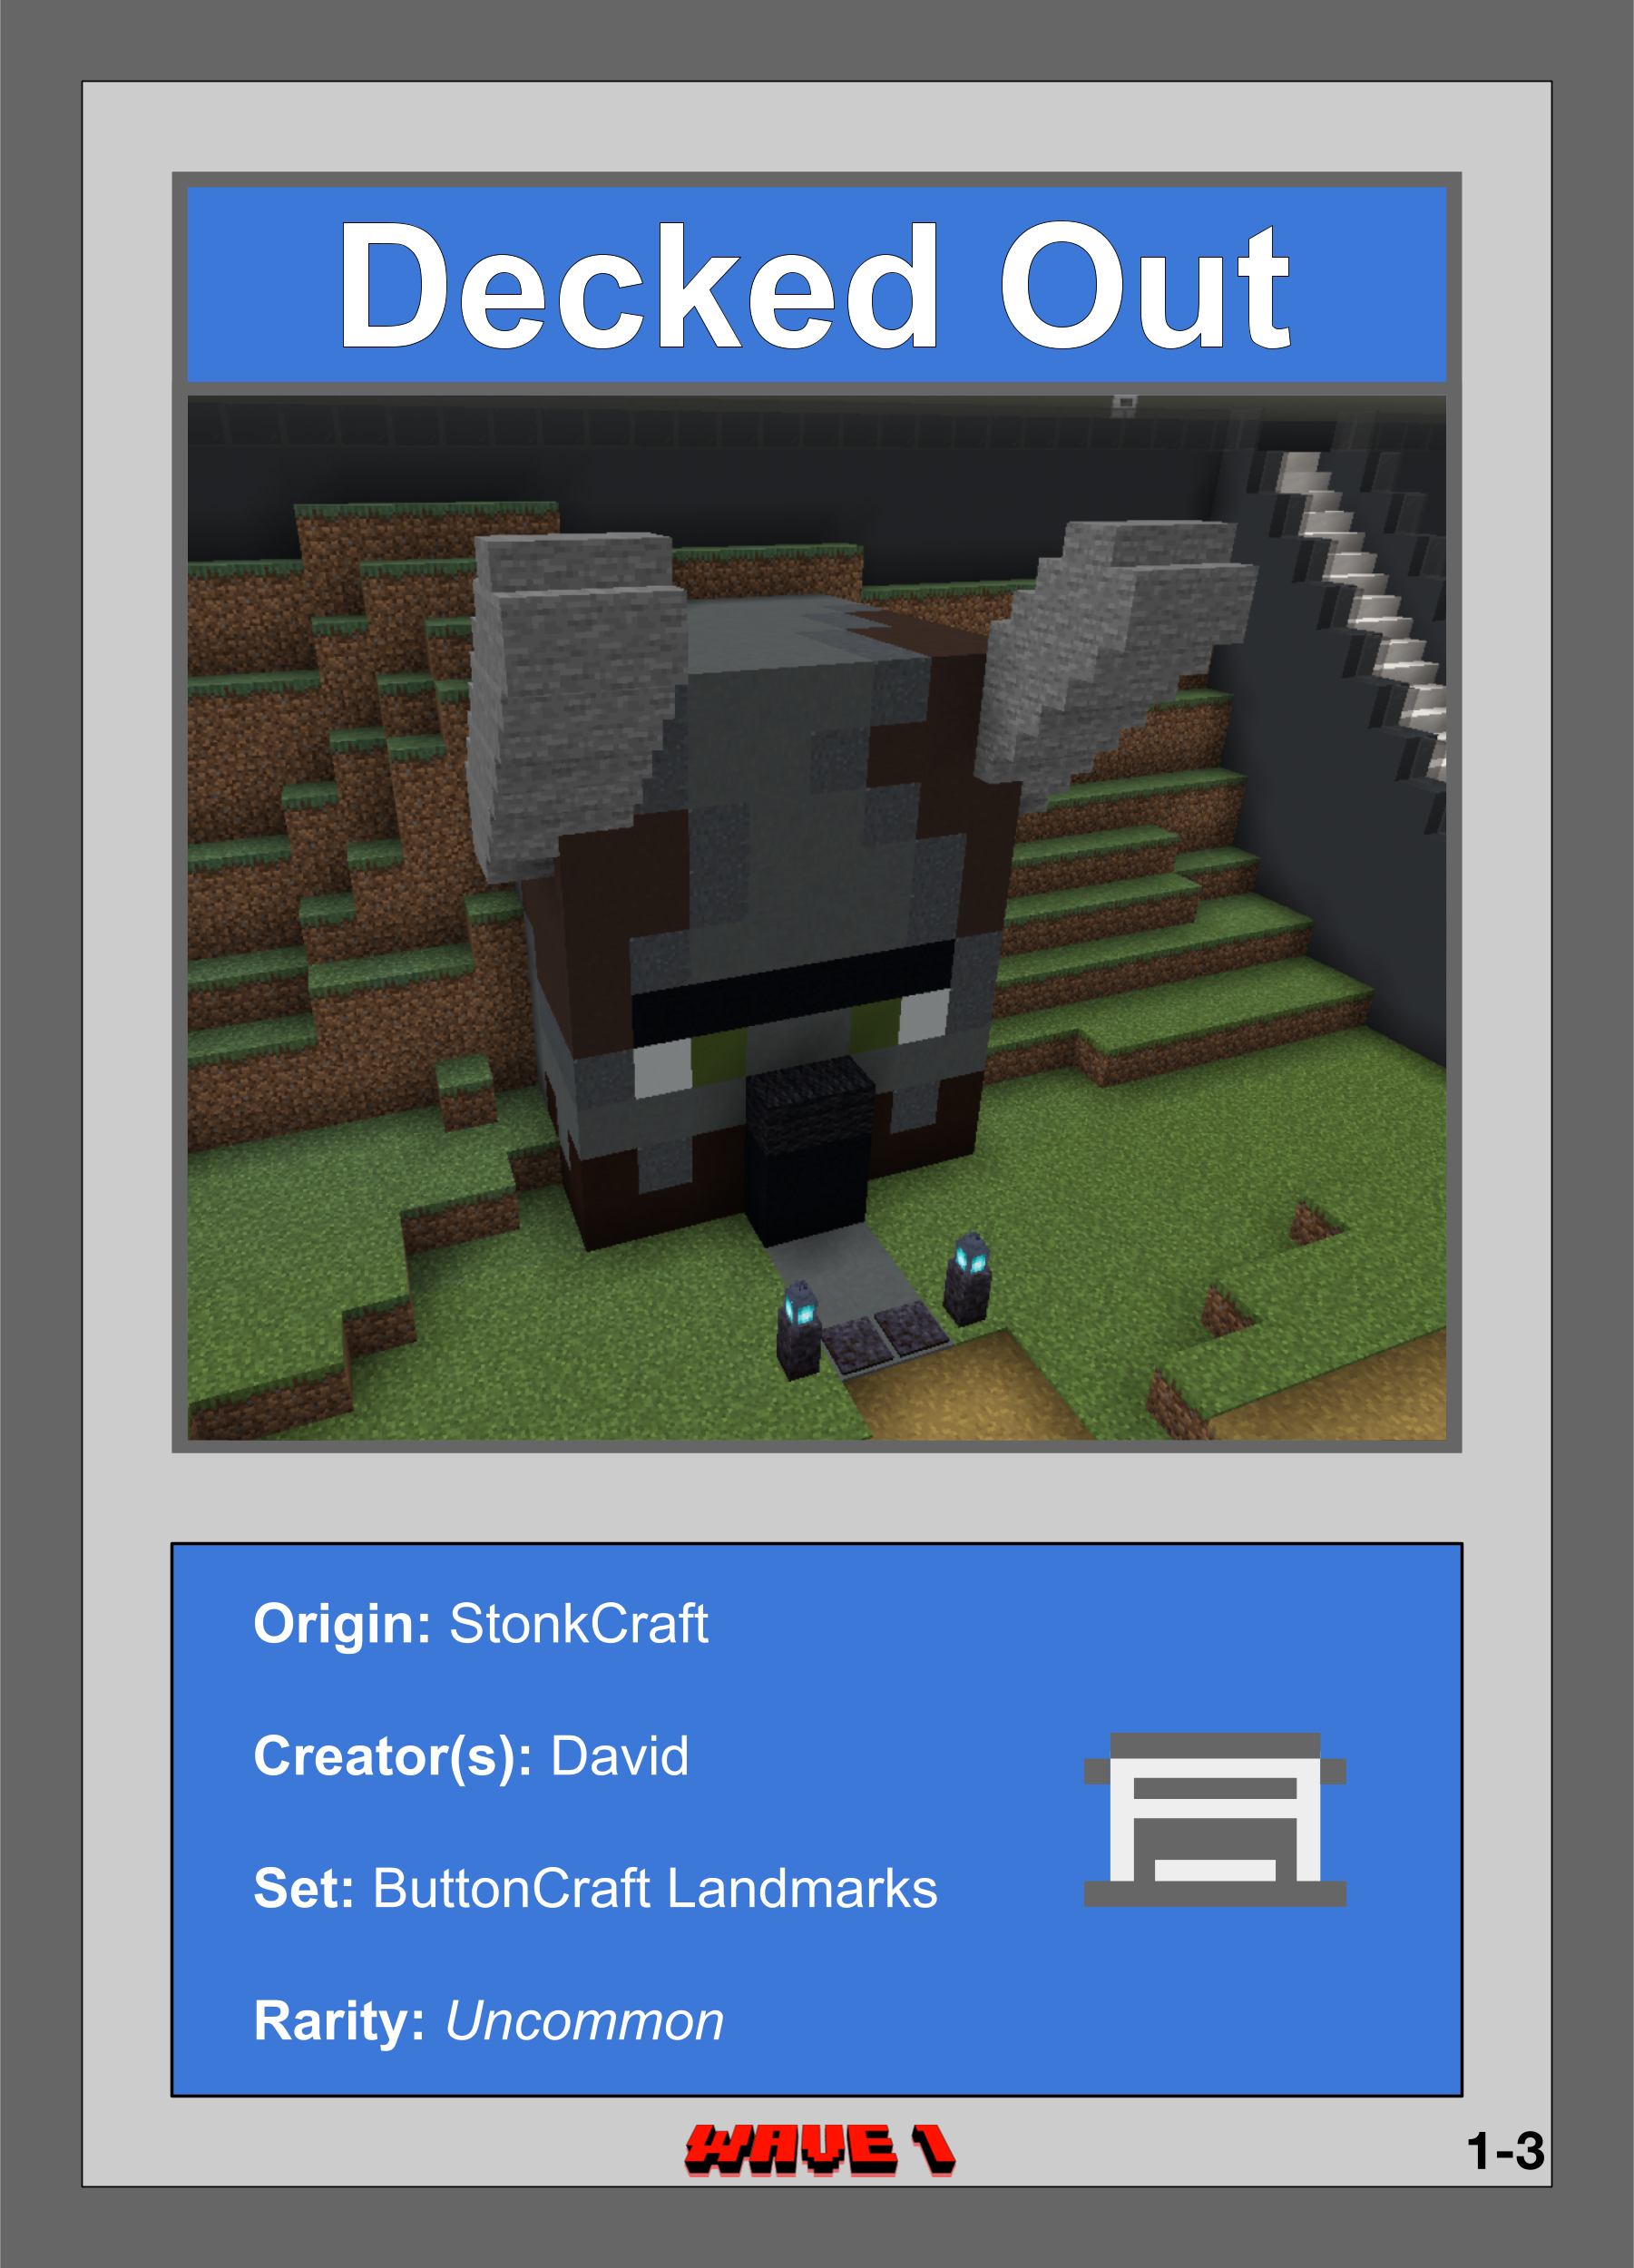 Decked Out
Origin: StonkCraft
Creator(s): David
Set: ButtonCraft Landmarks
Rarity: Uncommon
WAVE 1
1-3